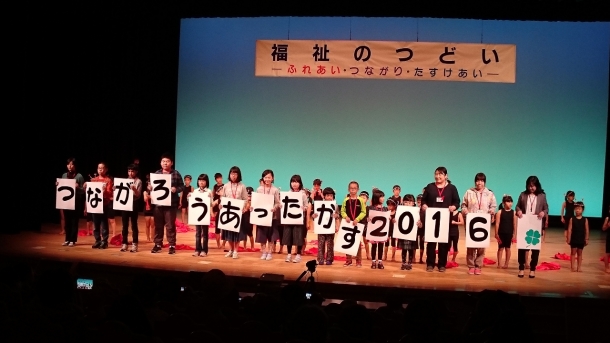 福祉のつどい
―ふれあい・つながり・たすけあい―
つながろうあったカす2016